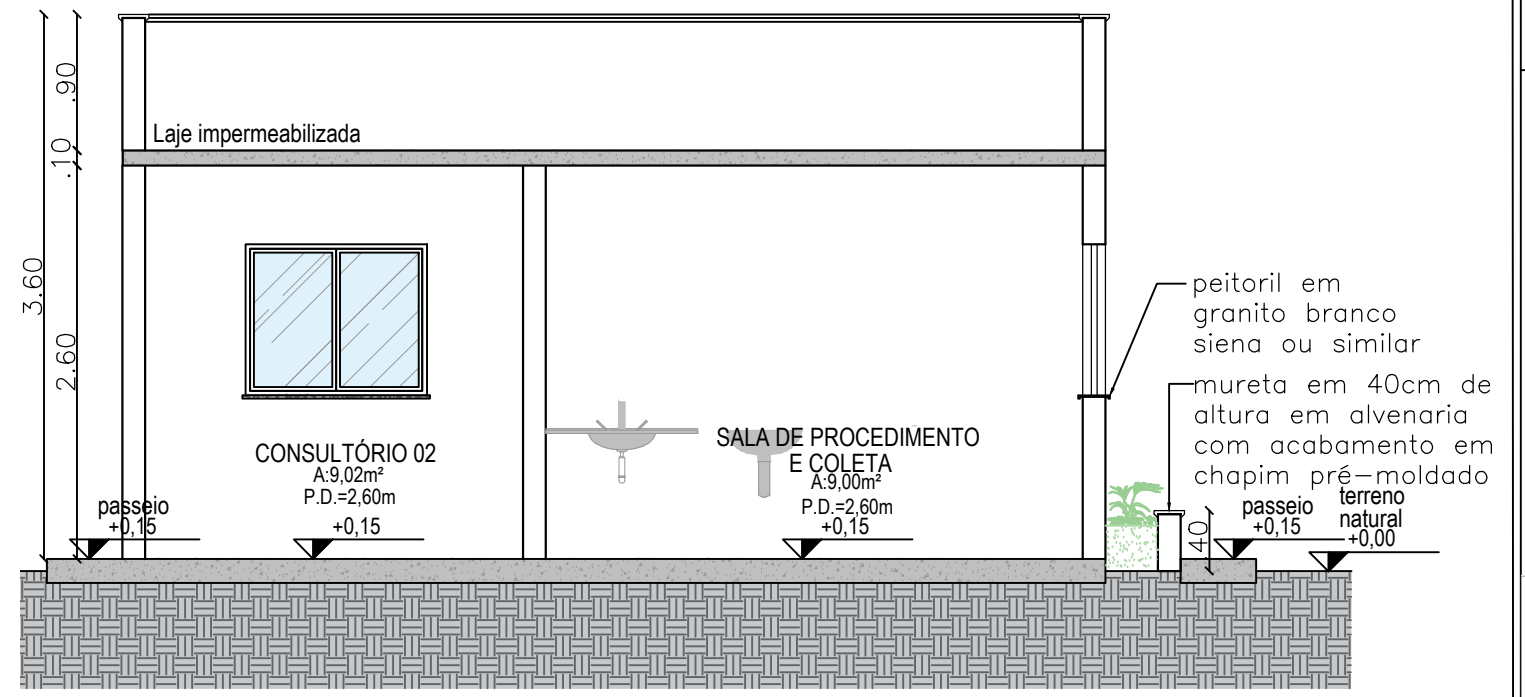 .90
.10
3.60
2.60
Laje impermeabilizada
CONSULTÓRIO 02
A:9,02m²
P.D.=2,60m
+0,15
passeio
+0,15
SALA DE PROCEDIMENTO
E COLETA
A:9,00m²
P.D.=2,60m
+0,15
peitoril em
granito branco
siena ou similar
mureta em 40cm de
altura em alvenaria
com acabamento em
chapim pré-moldado
.40
passeio
+0,15
terreno
natural
+0,00